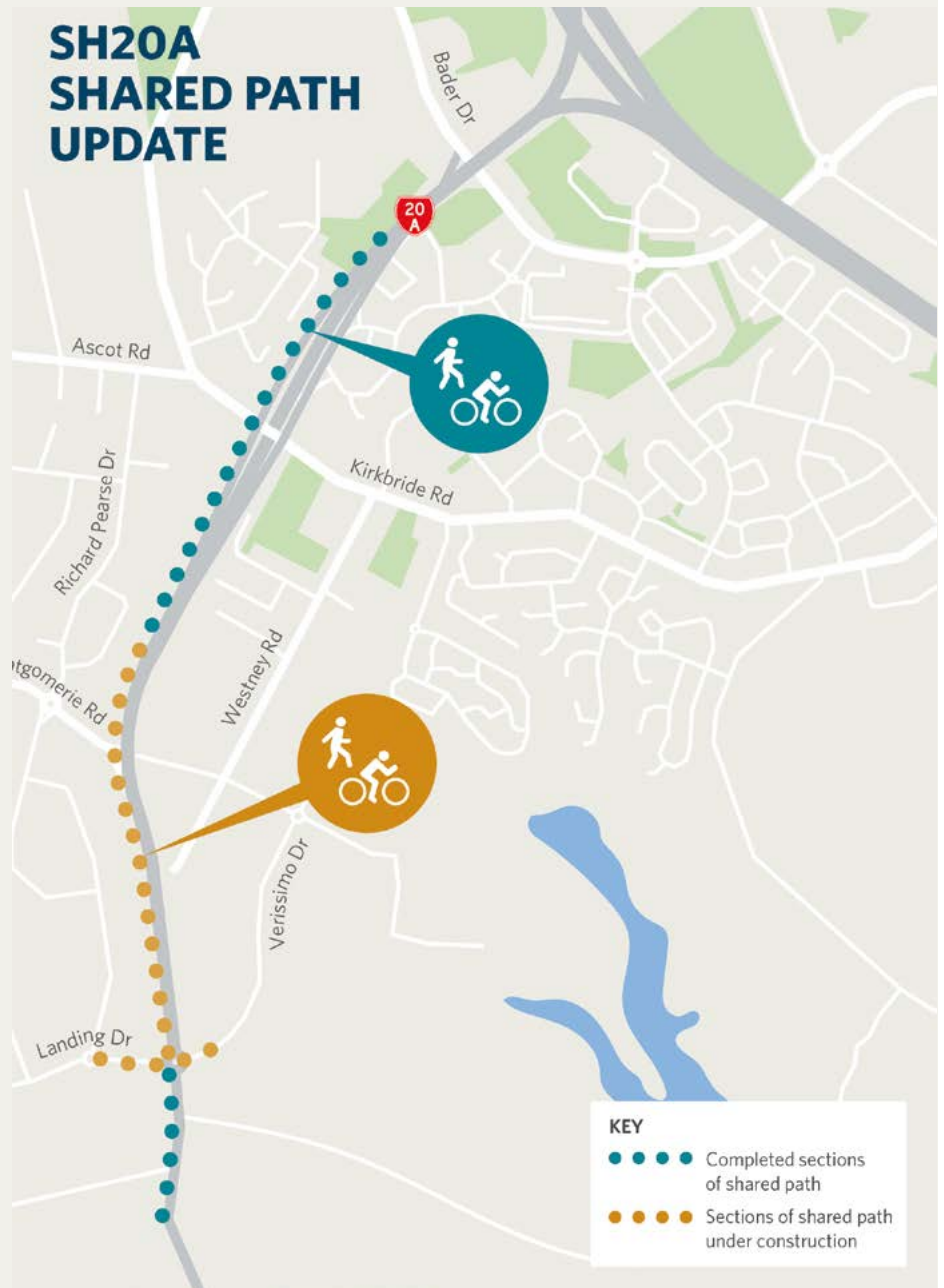 SH20A
SHARED PATH
UPDATE
Bader Dr
20
A
Ascot Rd
Kirkbride Rd
Richard Pearse Dr
Westney Rd
ntgomerie Rd
Verissimo Dr
Landing Dr
KEY
Completed sections
of shared path
Sections of shared path
under construction